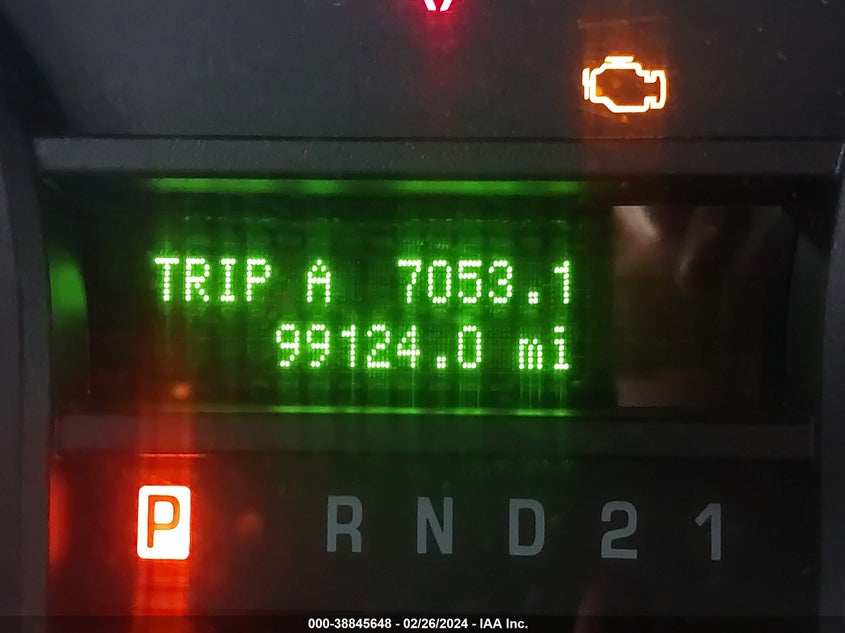 TRIP A 7053.1
99124.0 mi
P R N D 2 1
000-38845648 - 02/26/2024 - IAA Inc.